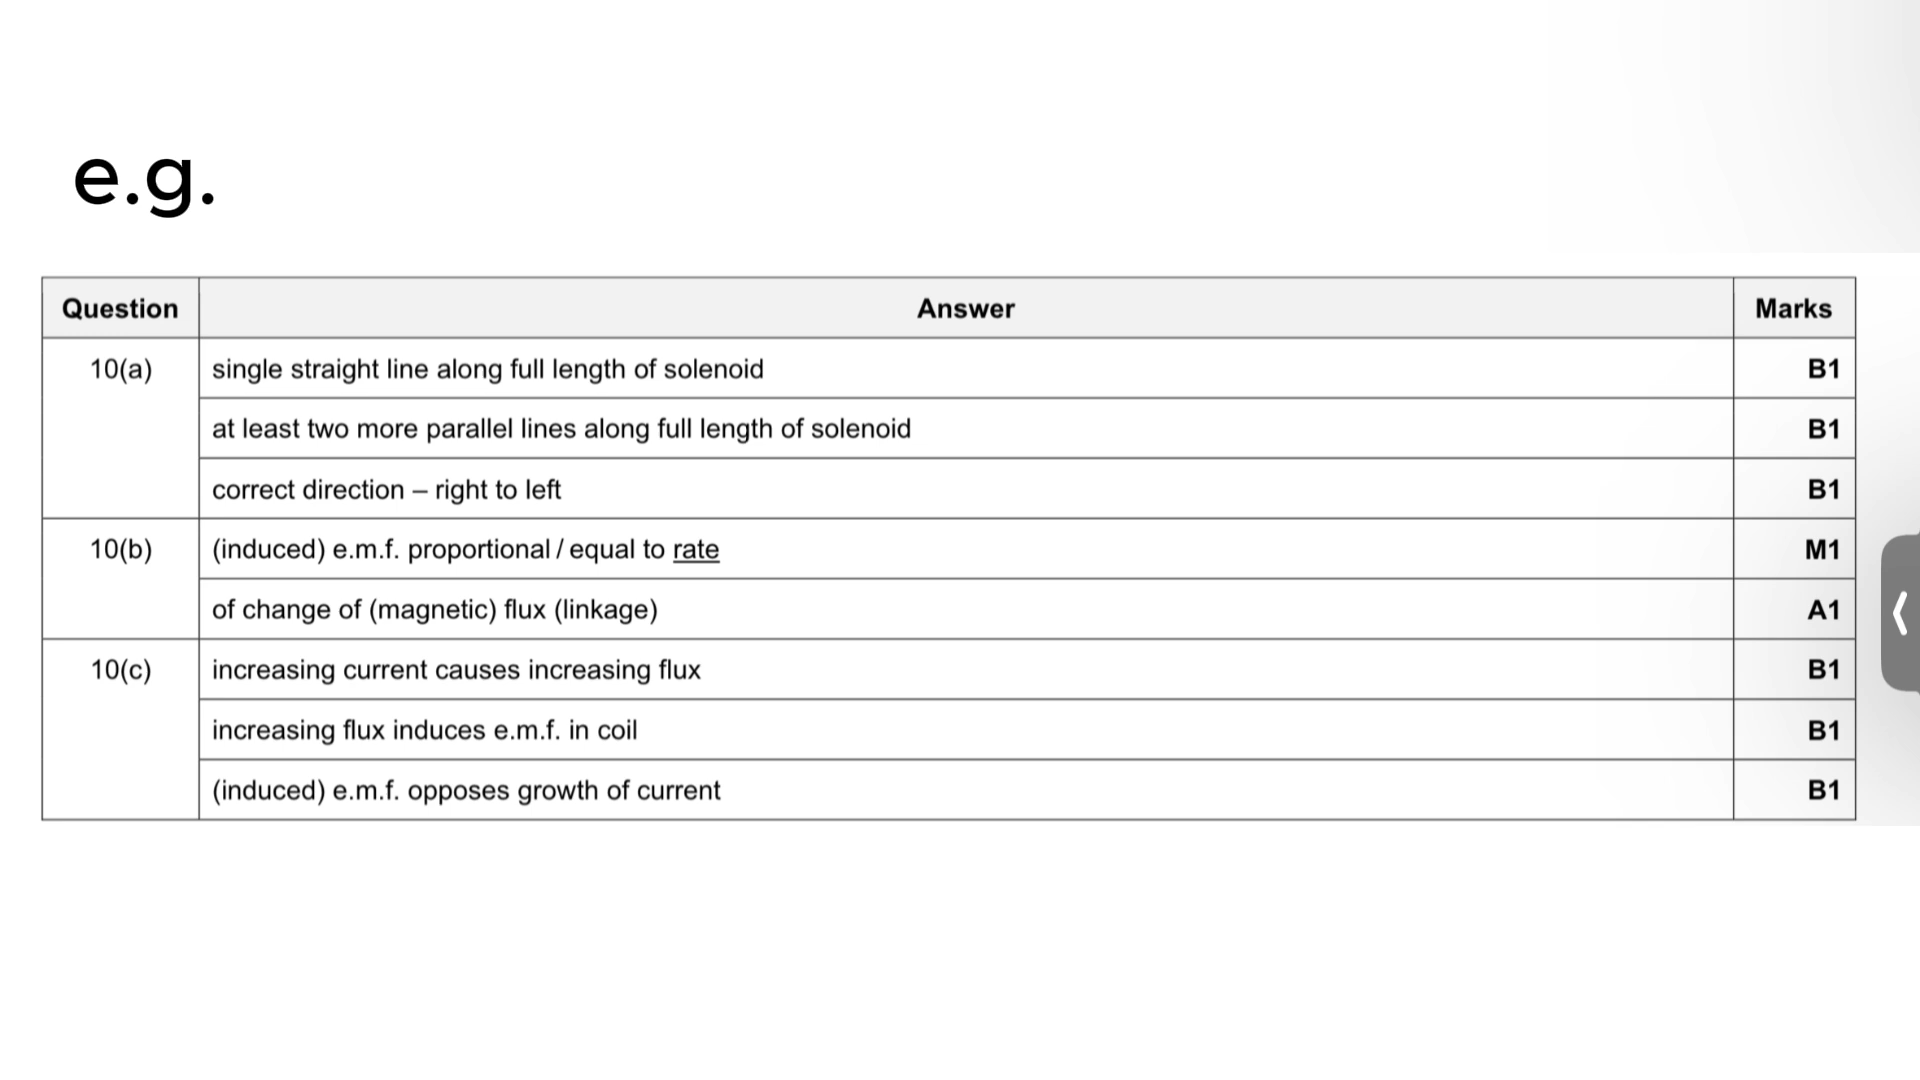 e.g.
Question Answer Marks
10(a) single straight line along full length of solenoid B1
at least two more parallel lines along full length of solenoid B1
correct direction – right to left B1
10(b) (induced) e.m.f. proportional / equal to rate M1
of change of (magnetic) flux (linkage) A1
10(c) increasing current causes increasing flux B1
increasing flux induces e.m.f. in coil B1
(induced) e.m.f. opposes growth of current B1